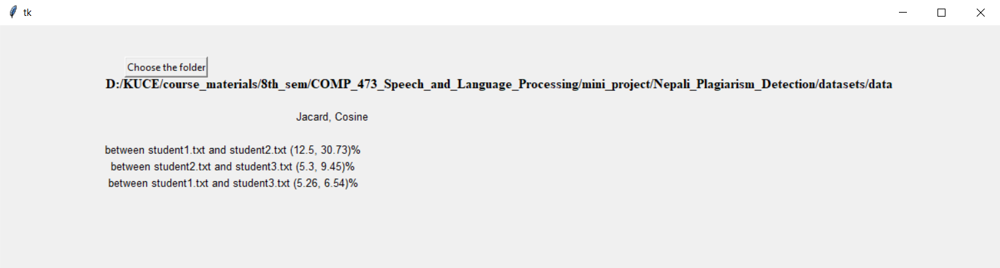 tk
Choose the folder
D:/KUCE/course_materials/8th_sem/COMP_473_Speech_and_Language_Processing/mini_project/Nepali_Plagiarism_Detection/datasets/data
Jacard, Cosine
between student1.txt and student2.txt (12.5, 30.73)%
between student2.txt and student3.txt (5.3, 9.45)%
between student1.txt and student3.txt (5.26, 6.54)%